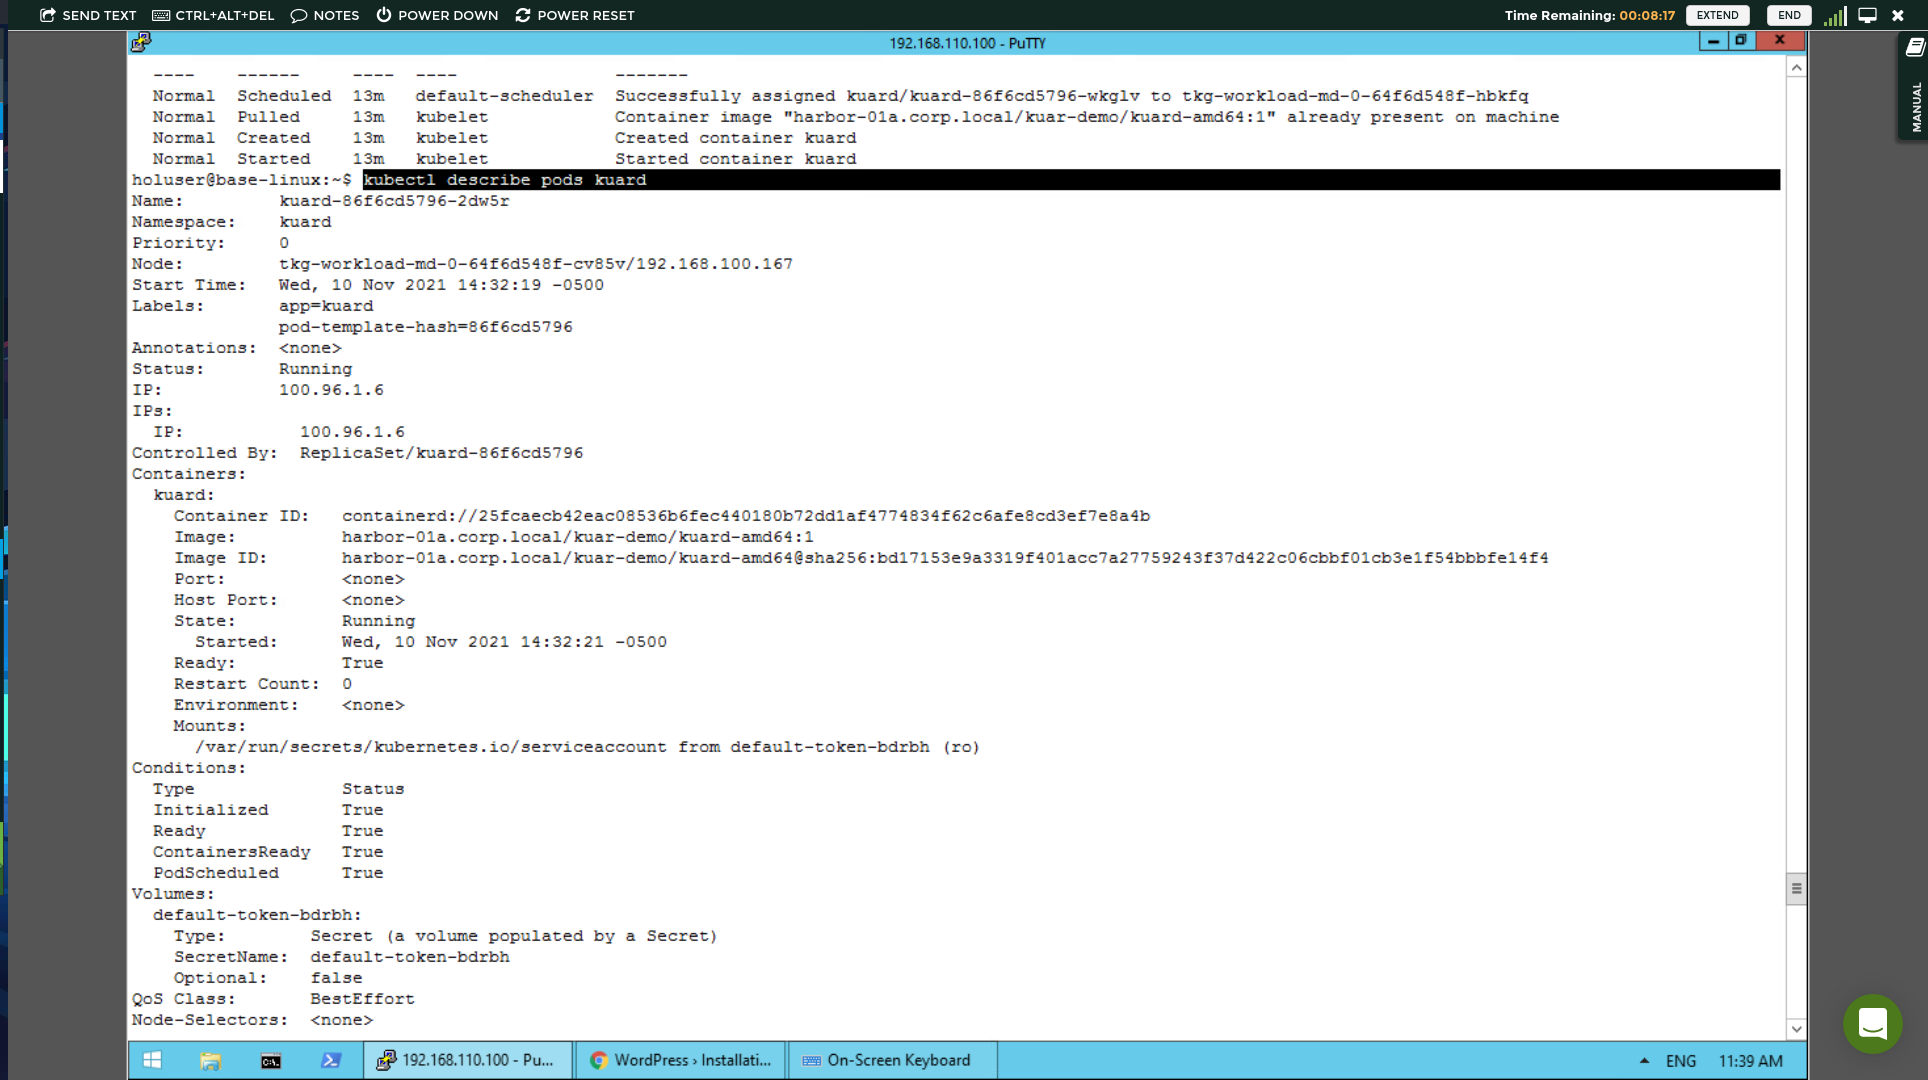 SEND TEXT CTRL+ALT+DEL NOTES POWER DOWN POWER RESET Time Remaining: 00:08:17 EXTEND END
192.168.110.100 - PuTTY
MANUAL
---- ------ ---- ---- -------
Normal Scheduled 13m default-scheduler Successfully assigned kuard/kuard-86f6cd5796-wkglv to tkg-workload-md-0-64f6d548f-hbkfq
Normal Pulled 13m kubelet Container image "harbor-01a.corp.local/kuar-demo/kuard-amd64:1" already present on machine
Normal Created 13m kubelet Created container kuard
Normal Started 13m kubelet Started container kuard
holuser@base-linux:~$ kubectl describe pods kuard
Name: kuard-86f6cd5796-2dw5r
Namespace: kuard
Priority: 0
Node: tkg-workload-md-0-64f6d548f-cv85v/192.168.100.167
Start Time: Wed, 10 Nov 2021 14:32:19 -0500
Labels: app=kuard
pod-template-hash=86f6cd5796
Annotations: <none>
Status: Running
IP: 100.96.1.6
IPs:
IP: 100.96.1.6
Controlled By: ReplicaSet/kuard-86f6cd5796
Containers:
kuard:
Container ID: containerd://25fcaecb42eac08536b6fec440180b72dd1af4774834f62c6afe8cd3ef7e8a4b
Image: harbor-01a.corp.local/kuar-demo/kuard-amd64:1
Image ID: harbor-01a.corp.local/kuar-demo/kuard-amd64@sha256:bd17153e9a3319f401acc7a27759243f37d422c06cbbf01cb3e1f54bbbfe14f4
Port: <none>
Host Port: <none>
State: Running
Started: Wed, 10 Nov 2021 14:32:21 -0500
Ready: True
Restart Count: 0
Environment: <none>
Mounts:
/var/run/secrets/kubernetes.io/serviceaccount from default-token-bdrbh (ro)
Conditions:
Type Status
Initialized True
Ready True
ContainersReady True
PodScheduled True
Volumes:
default-token-bdrbh:
Type: Secret (a volume populated by a Secret)
SecretName: default-token-bdrbh
Optional: false
QoS Class: BestEffort
Node-Selectors: <none>
192.168.110.100 - Pu... WordPress › Installati... On-Screen Keyboard ENG 11:39 AM